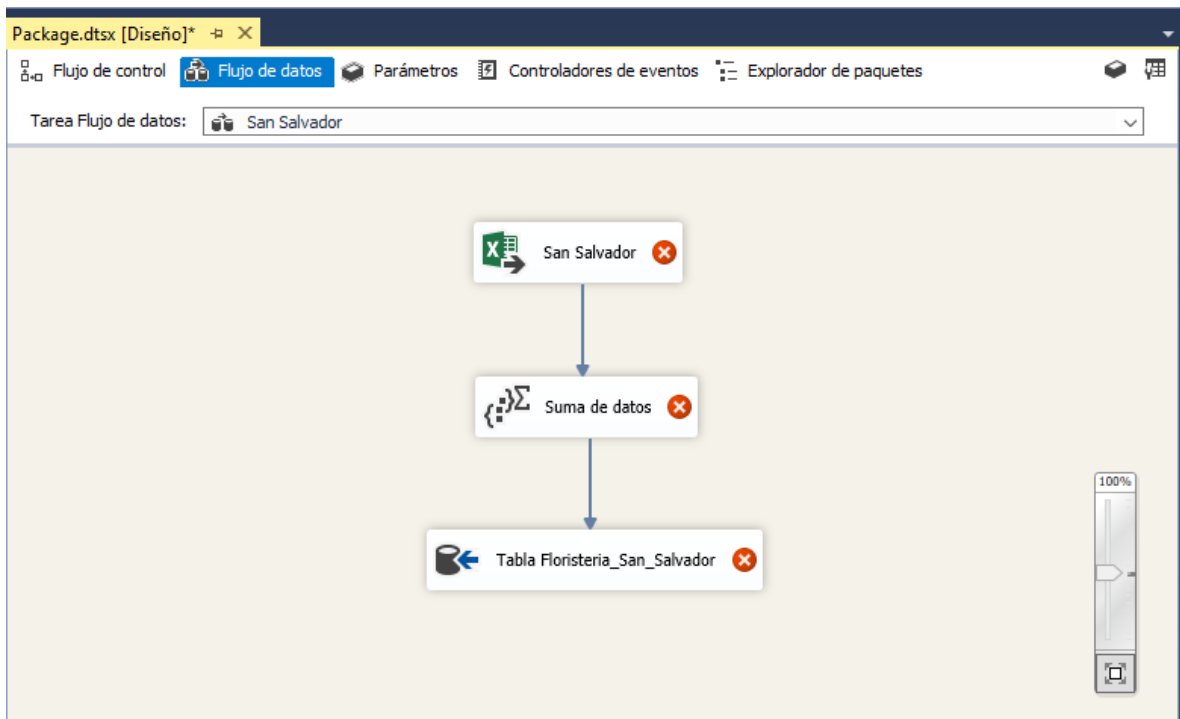 Package.dtsx [Diseño]*
Flujo de control Flujo de datos Parámetros Controladores de eventos Explorador de paquetes
Tarea Flujo de datos: San Salvador
San Salvador
Suma de datos
100%
Tabla Floristeria_San_Salvador